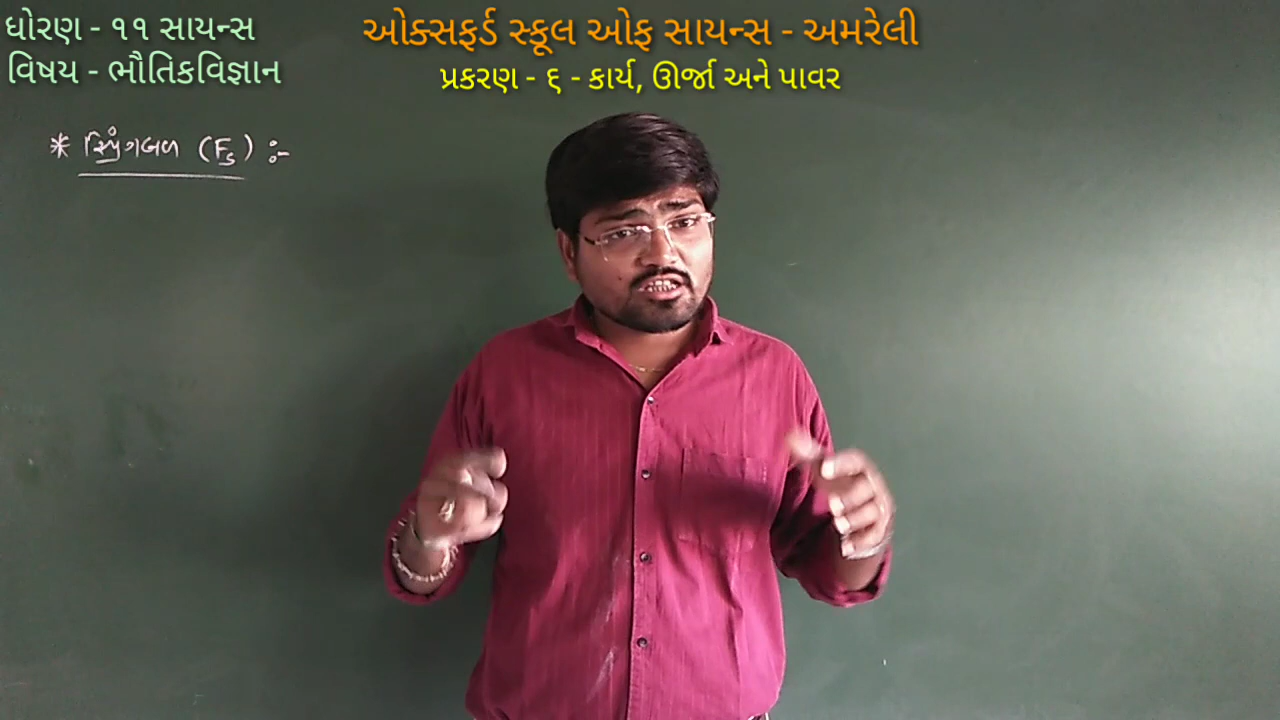 ધોરણ - ૧૧ સાયન્સ
વિષય - ભૌતિકવિજ્ઞાન
ઓક્સફર્ડ સ્કૂલ ઓફ સાયન્સ - અમરેલી
પ્રકરણ - ૬ - કાર્ય, ઊર્જા અને પાવર
* સ્પ્રિંગબળ (Fs) :-